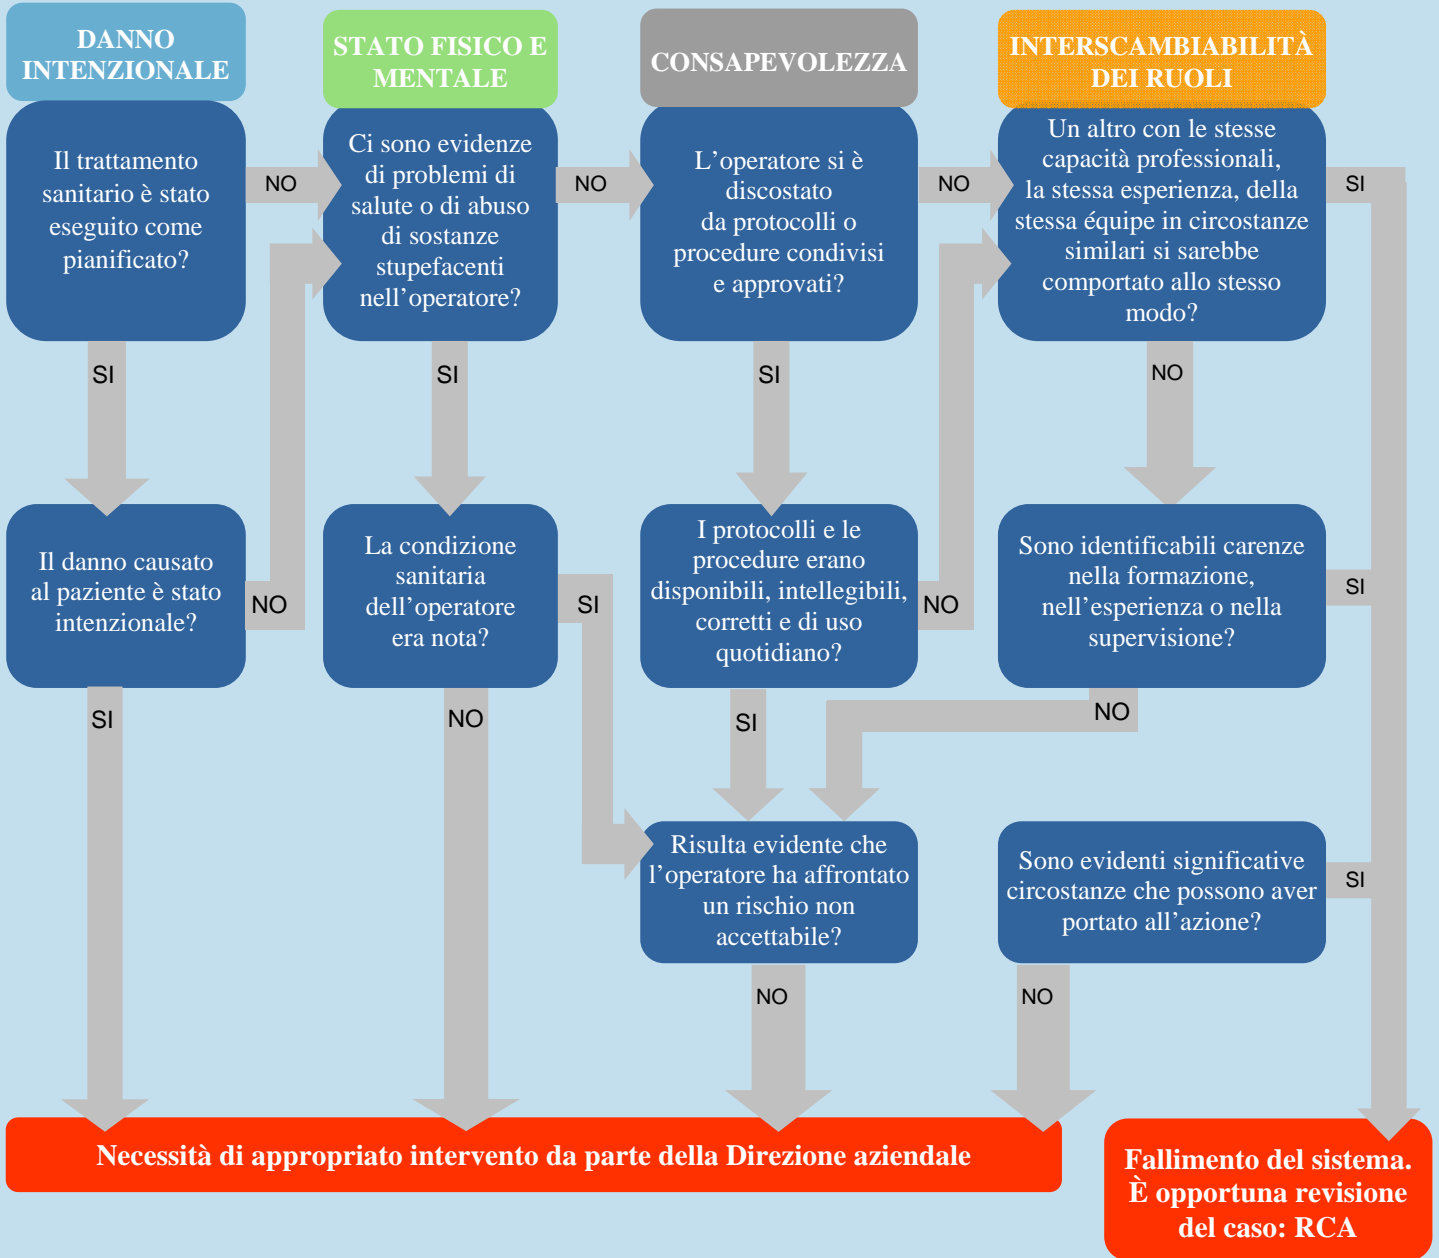 DANNO
INTENZIONALE
STATO FISICO E
MENTALE
CONSAPEVOLEZZA
INTERSCAMBIABILITÀ
DEI RUOLI
Il trattamento
sanitario è stato
eseguito come
pianificato?
NO
Ci sono evidenze
di problemi di
salute o di abuso
di sostanze
stupefacenti
nell’operatore?
NO
L’operatore si è
discostato
da protocolli o
procedure condivisi
e approvati?
NO
Un altro con le stesse
capacità professionali,
la stessa esperienza, della
stessa équipe in circostanze
similari si sarebbe
comportato allo stesso
modo?
SI
SI
SI
SI
NO
Il danno causato
al paziente è stato
intenzionale?
NO
La condizione
sanitaria
dell’operatore
era nota?
SI
I protocolli e le
procedure erano
disponibili, intellegibili,
corretti e di uso
quotidiano?
NO
Sono identificabili carenze
nella formazione,
nell’esperienza o nella
supervisione?
SI
SI
NO
SI
NO
Risulta evidente che
l’operatore ha affrontato
un rischio non
accettabile?
Sono evidenti significative
circostanze che possono aver
portato all’azione?
SI
NO
NO
Necessità di appropriato intervento da parte della Direzione aziendale
Fallimento del sistema.
È opportuna revisione
del caso: RCA